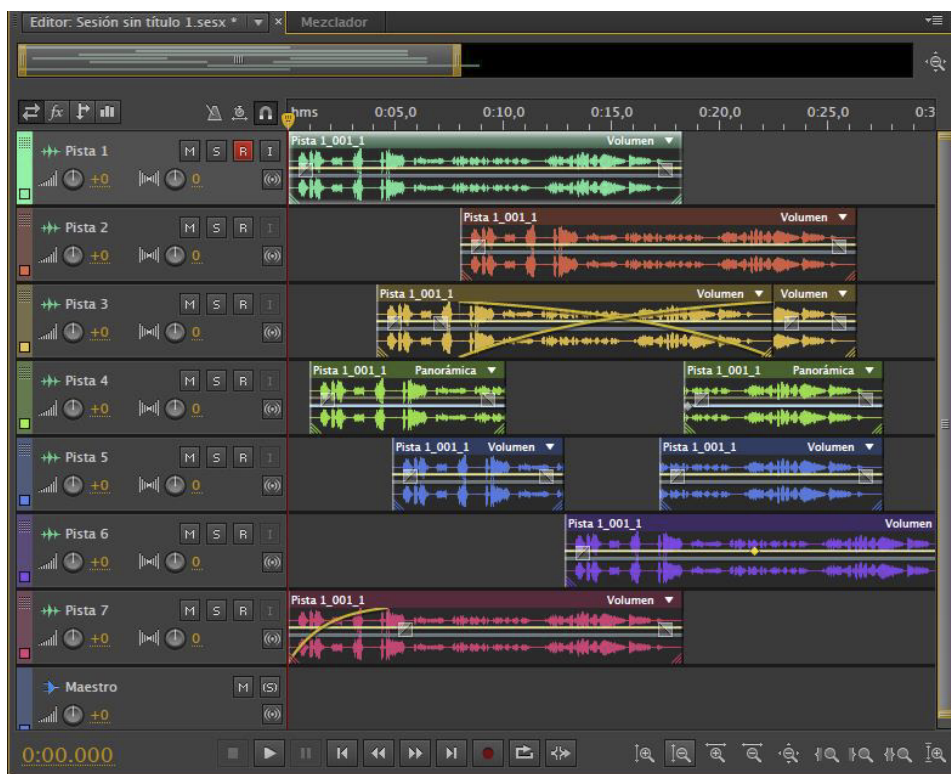 Editor: Sesión sin título 1.sesx *
Mezclador
fx
hms 0:05,0 0:10,0 0:15,0 0:20,0 0:25,0 0:3
Pista 1 M S R I
+0 0
Pista 1_001_1 Volumen
Pista 2 M S R I
+0 0
Pista 1_001_1 Volumen
Pista 3 M S R I
+0 0
Pista 1_001_1 Volumen Volumen
Pista 4 M S R I
+0 0
Pista 1_001_1 Panorámica Pista 1_001_1 Panorámica
Pista 5 M S R I
+0 0
Pista 1_001_1 Volumen Pista 1_001_1 Volumen
Pista 6 M S R I
+0 0
Pista 1_001_1 Volumen
Pista 7 M S R I
+0 0
Pista 1_001_1 Volumen
Maestro M (S)
+0
0:00.000